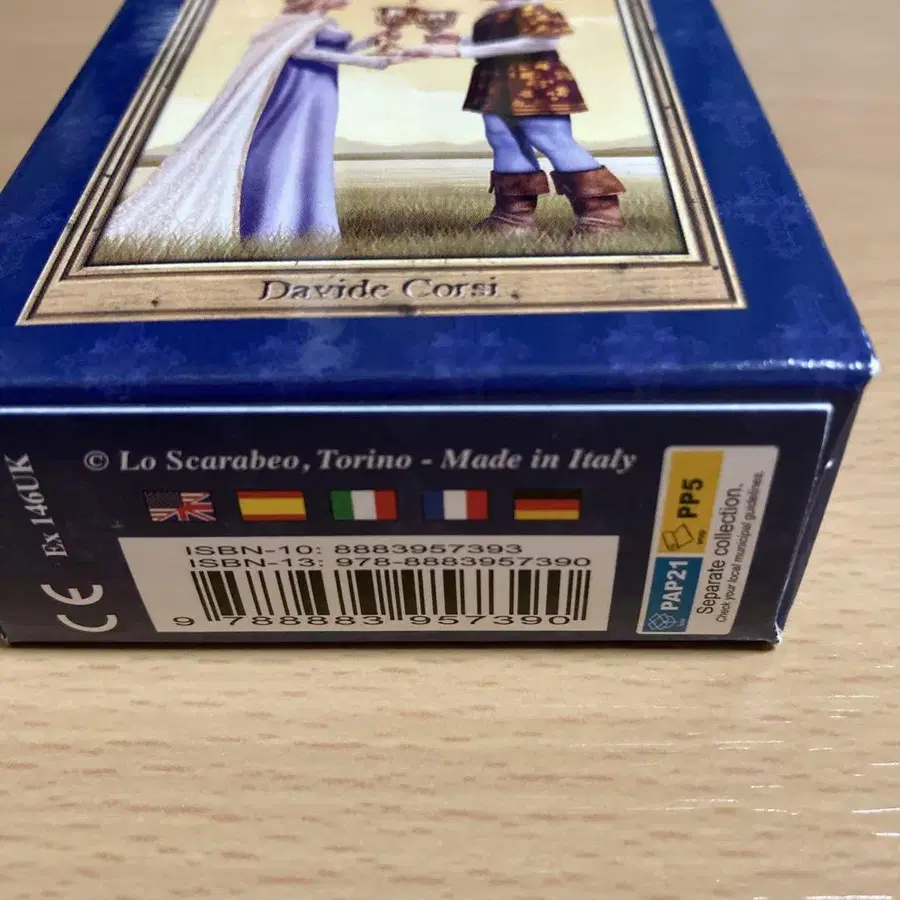 Davide Corsi
© Lo Scarabeo, Torino - Made in Italy
Ex 146UK
CE
ISBN-10: 8883957393
ISBN-13: 978-8883957390
9 788883 957390
PAP21
PP5
Separate collection.
Check your local municipal guidelines.